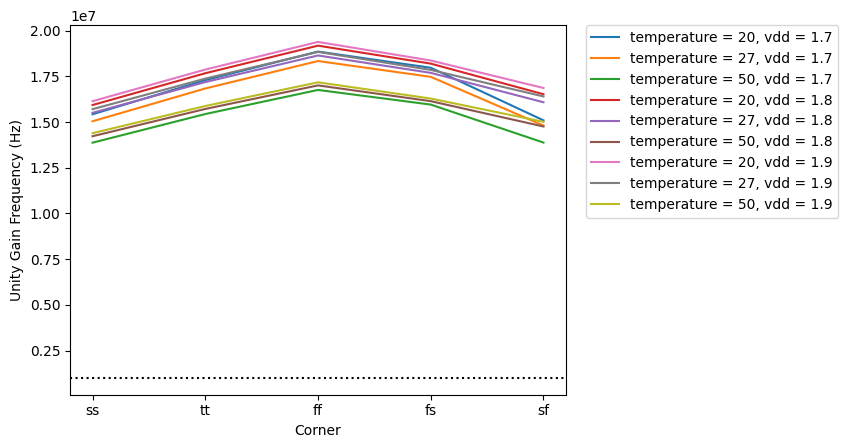 1e7
2.00
1.75
1.50
1.25
1.00
0.75
0.50
0.25
Unity Gain Frequency (Hz)
ss
tt
ff
fs
sf
Corner
temperature = 20, vdd = 1.7
temperature = 27, vdd = 1.7
temperature = 50, vdd = 1.7
temperature = 20, vdd = 1.8
temperature = 27, vdd = 1.8
temperature = 50, vdd = 1.8
temperature = 20, vdd = 1.9
temperature = 27, vdd = 1.9
temperature = 50, vdd = 1.9